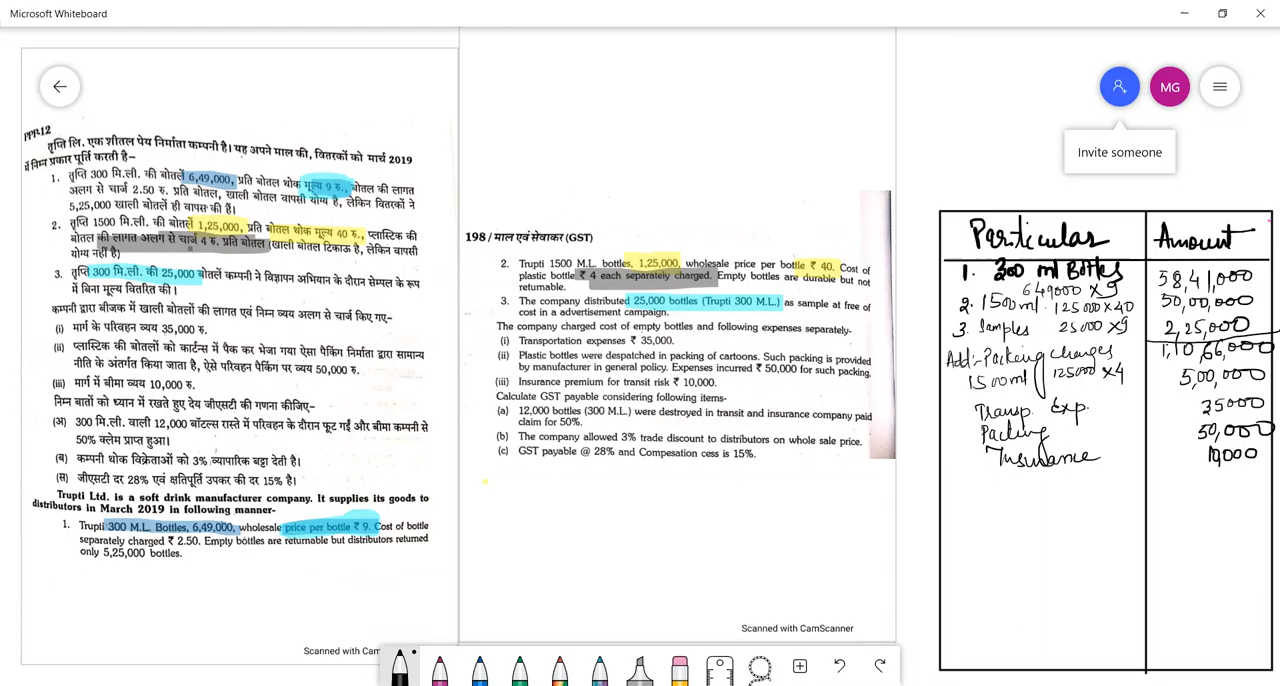 Microsoft Whiteboard
PPR.12
तृप्ति लि. एक शीतल पेय निर्माता कम्पनी है। यह अपने माल की, वितरकों को मार्च 2019
में निम्न प्रकार पूर्ति करती है-
1. तृप्ति 300 मि.ली. की बोतलें 6,49,000, प्रति बोतल थोक मूल्य 9 रु., बोतल की लागत
अलग से चार्ज 2.50 रु. प्रति बोतल, खाली बोतल वापसी योग्य है, लेकिन वितरकों ने
5,25,000 खाली बोतलें ही वापस की हैं।
2. तृप्ति 1500 मि.ली. की बोतलें 1,25,000, प्रति बोतल थोक मूल्य 40 रु., प्लास्टिक की
बोतल की लागत अलग से चार्ज 4 रु. प्रति बोतल (खाली बोतल टिकाऊ है, लेकिन वापसी
योग्य नहीं है)
3. तृप्ति 300 मि.ली. की 25,000 बोतलें कम्पनी ने विज्ञापन अभियान के दौरान सेम्पल के रूप
में बिना मूल्य वितरित की।
कम्पनी द्वारा बीजक में खाली बोतलों की लागत एवं निम्न व्यय अलग से चार्ज किए गए-
(i) मार्ग के परिवहन व्यय 35,000 रु.
(ii) प्लास्टिक की बोतलों को कार्टन्स में पैक कर भेजा गया ऐसा पैकिंग निर्माता द्वारा सामान्य
नीति के अंतर्गत किया जाता है, ऐसे परिवहन पैकिंग पर व्यय 50,000 रु.
(iii) मार्ग में बीमा व्यय 10,000 रु.
निम्न बातों को ध्यान में रखते हुए देय जीएसटी की गणना कीजिए-
(अ) 300 मि.ली. वाली 12,000 बॉटल्स रास्ते में परिवहन के दौरान फूट गईं और बीमा कम्पनी से
50% क्लेम प्राप्त हुआ।
(ब) कम्पनी थोक विक्रेताओं को 3% व्यापारिक बट्टा देती है।
(स) जीएसटी दर 28% एवं क्षतिपूर्ति उपकर की दर 15% है।
Trupti Ltd. is a soft drink manufacturer company. It supplies its goods to
distributors in March 2019 in following manner-
1. Trupti 300 M.L. Bottles, 6,49,000, wholesale price per bottle ₹ 9. Cost of bottle
separately charged ₹ 2.50. Empty bottles are returnable but distributors returned
only 5,25,000 bottles.
Scanned with Cam
198/माल एवं सेवाकर (GST)
2. Trupti 1500 M.L. bottles, 1,25,000, wholesale price per bottle ₹ 40. Cost of
plastic bottle ₹ 4 each separately charged. Empty bottles are durable but not
returnable.
3. The company distributed 25,000 bottles (Trupti 300 M.L.) as sample at free of
cost in a advertisement campaign.
The company charged cost of empty bottles and following expenses separately-
(i) Transportation expenses ₹ 35,000.
(ii) Plastic bottles were despatched in packing of cartoons. Such packing is provided
by manufacturer in general policy. Expenses incurred ₹ 50,000 for such packing.
(iii) Insurance premium for transit risk ₹ 10,000.
Calculate GST payable considering following items-
(a) 12,000 bottles (300 M.L.) were destroyed in transit and insurance company paid
claim for 50%.
(b) The company allowed 3% trade discount to distributors on whole sale price.
(c) GST payable @ 28% and Compesation cess is 15%.
Scanned with CamScanner
MG
Invite someone
Particular Amount
1. 300 ml Bottles
649000 x9 58,41,000
2. 1500ml 125000 x40 50,00,000
3. Samples 25000 x9 2,25,000
1,10,66,000
Add:- Packing charges
1500ml 125000 x4 5,00,000
Transp. Exp. 35000
Packing 50,000
Insurance 10,000